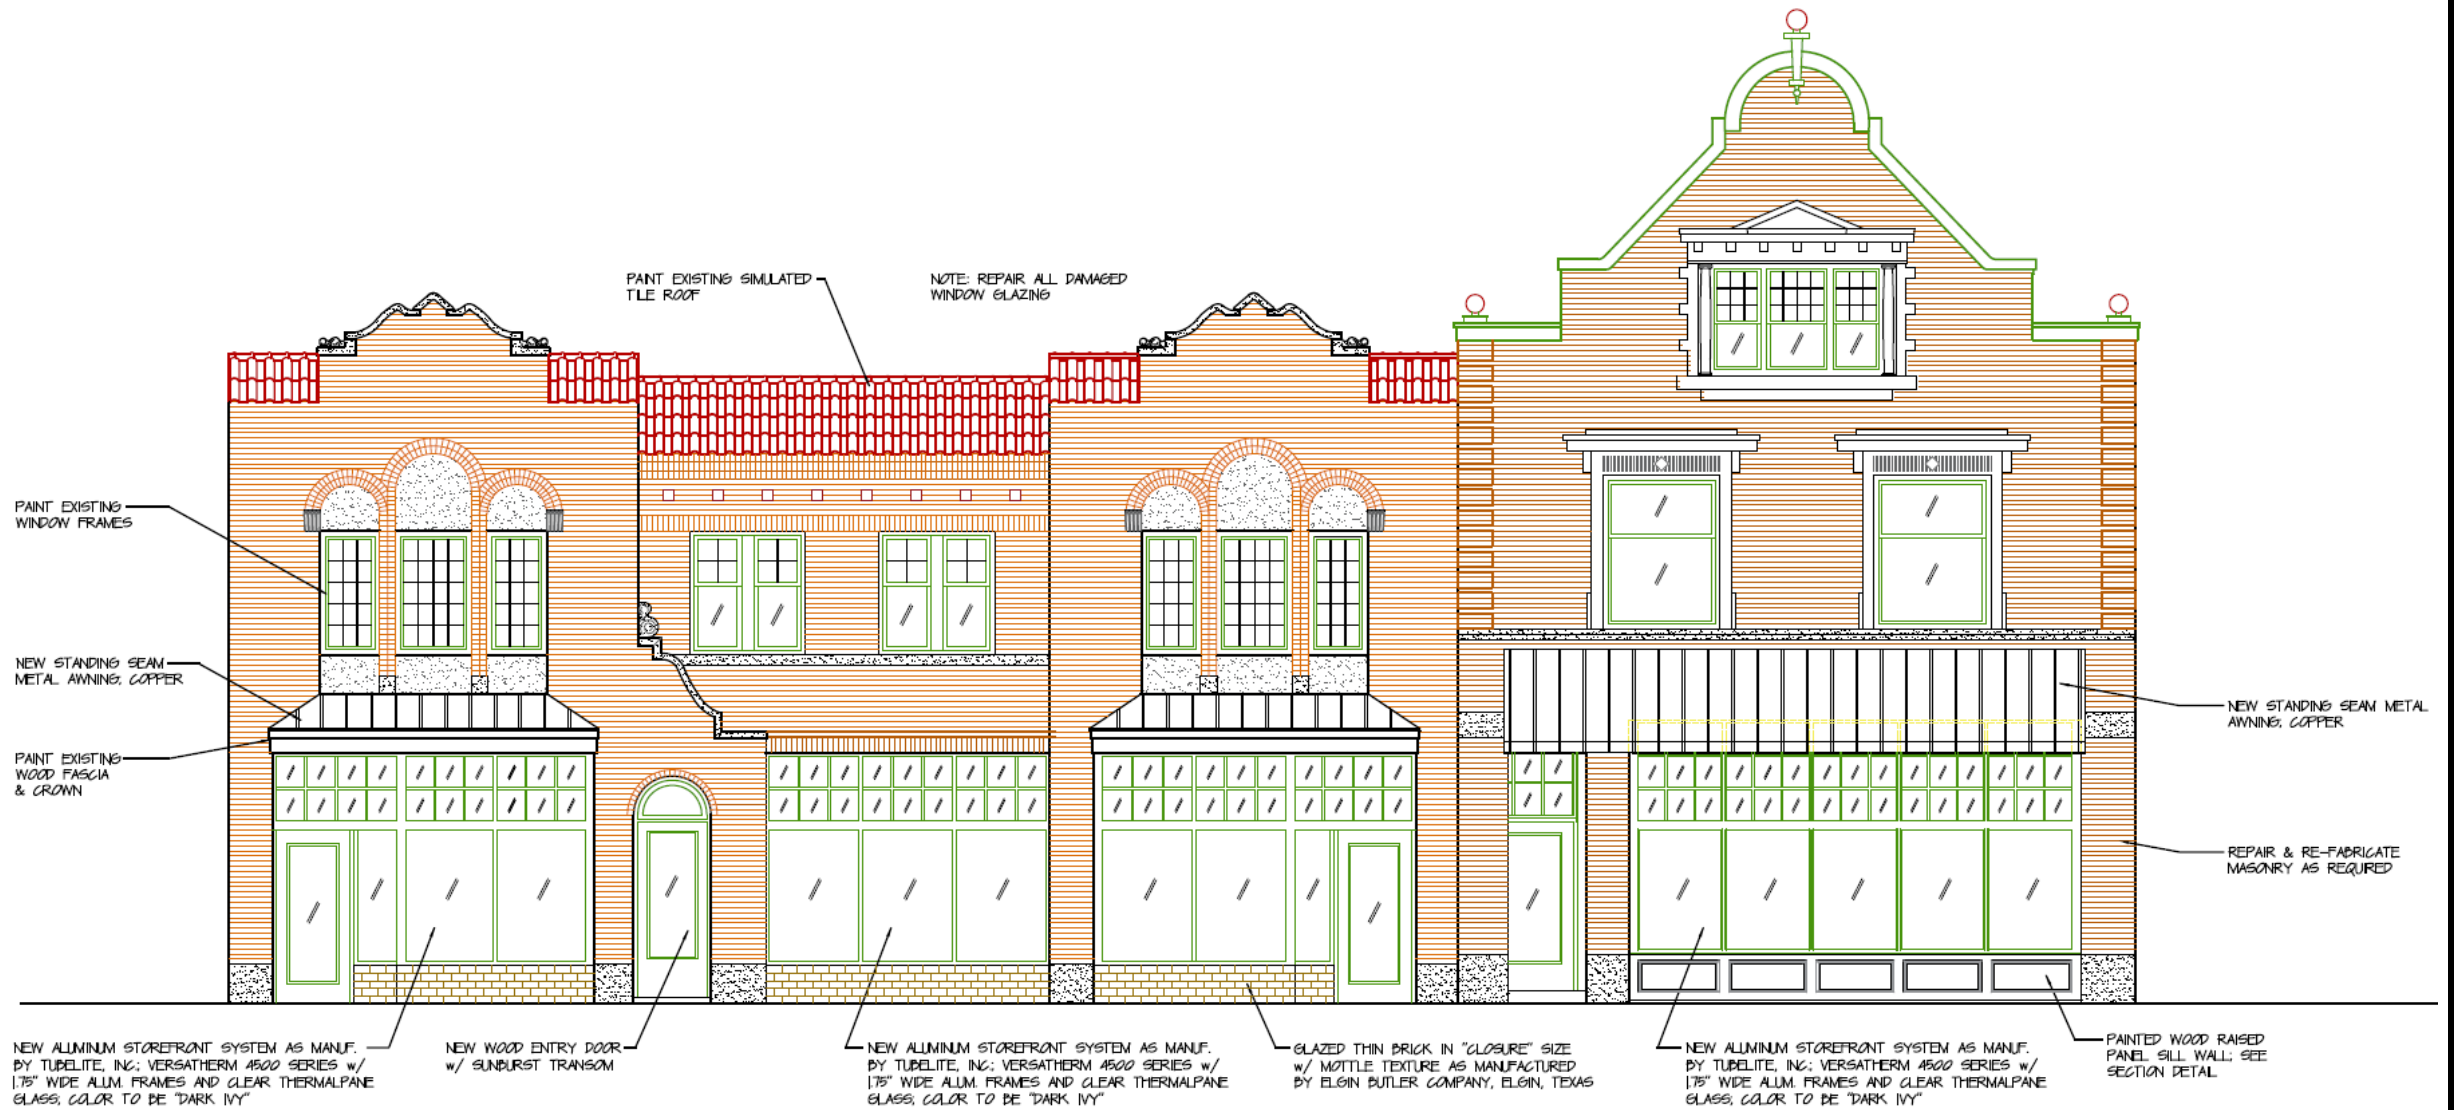 PAINT EXISTING SIMULATED
TILE ROOF
NOTE: REPAIR ALL DAMAGED
WINDOW GLAZING
PAINT EXISTING
WINDOW FRAMES
NEW STANDING SEAM
METAL AWNING, COPPER
PAINT EXISTING
WOOD FASCIA
& CROWN
NEW STANDING SEAM METAL
AWNING, COPPER
REPAIR & RE-FABRICATE
MASONRY AS REQUIRED
NEW ALUMINUM STOREFRONT SYSTEM AS MANUF.
BY TUBELITE, INC; VERSATHERM 4500 SERIES w/
1.75" WIDE ALUM. FRAMES AND CLEAR THERMALPANE
GLASS; COLOR TO BE "DARK IVY"
NEW WOOD ENTRY DOOR
w/ SUNBURST TRANSOM
NEW ALUMINUM STOREFRONT SYSTEM AS MANUF.
BY TUBELITE, INC; VERSATHERM 4500 SERIES w/
1.75" WIDE ALUM. FRAMES AND CLEAR THERMALPANE
GLASS; COLOR TO BE "DARK IVY"
GLAZED THIN BRICK IN "CLOSURE" SIZE
w/ MOTTLE TEXTURE AS MANUFACTURED
BY ELGIN BUTLER COMPANY, ELGIN, TEXAS
NEW ALUMINUM STOREFRONT SYSTEM AS MANUF.
BY TUBELITE, INC; VERSATHERM 4500 SERIES w/
1.75" WIDE ALUM. FRAMES AND CLEAR THERMALPANE
GLASS; COLOR TO BE "DARK IVY"
PAINTED WOOD RAISED
PANEL SILL WALL; SEE
SECTION DETAIL